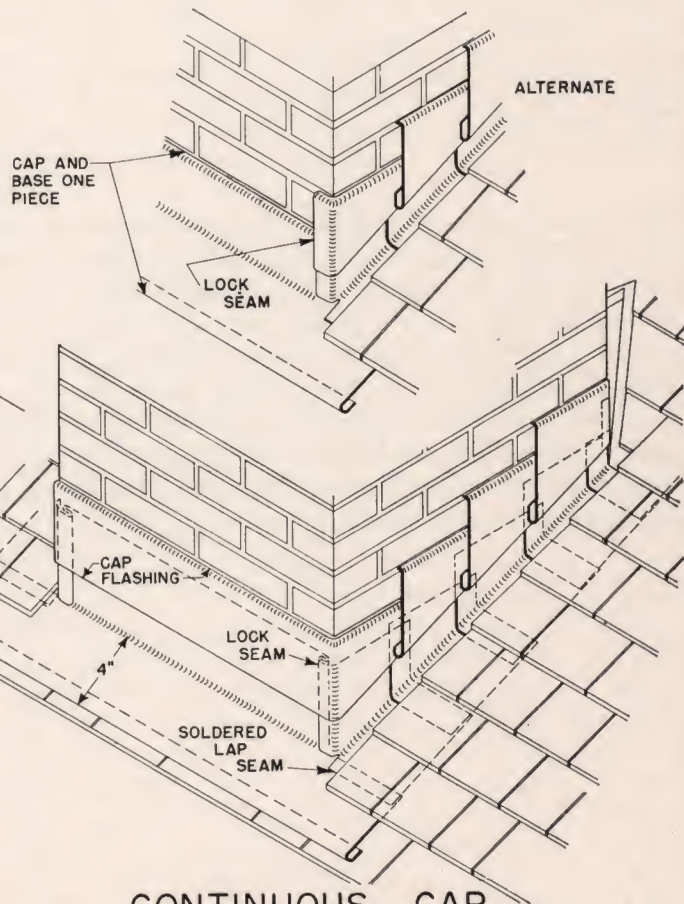 ALTERNATE
CAP AND
BASE ONE
PIECE
LOCK
SEAM
CAP
FLASHING
LOCK
SEAM
4"
SOLDERED
LAP
SEAM
CONTINUOUS CAP